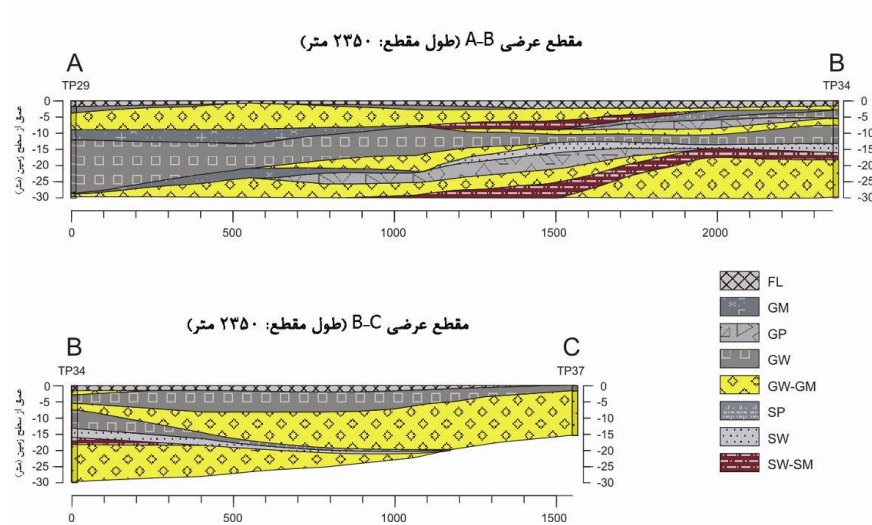 مقطع عرضی A-B (طول مقطع: ۲۳۵۰ متر)
A B
TP29 TP34
عمق از سطح زمین (متر)
0 0
-5 -5
-10 -10
-15 -15
-20 -20
-25 -25
-30 -30
0 500 1000 1500 2000
FL
GM
GP
GW
GW-GM
SP
SW
SW-SM
مقطع عرضی B-C (طول مقطع: ۲۳۵۰ متر)
B C
TP34 TP37
عمق از سطح زمین (متر)
0 0
-5 -5
-10 -10
-15 -15
-20 -20
-25 -25
-30 -30
0 500 1000 1500